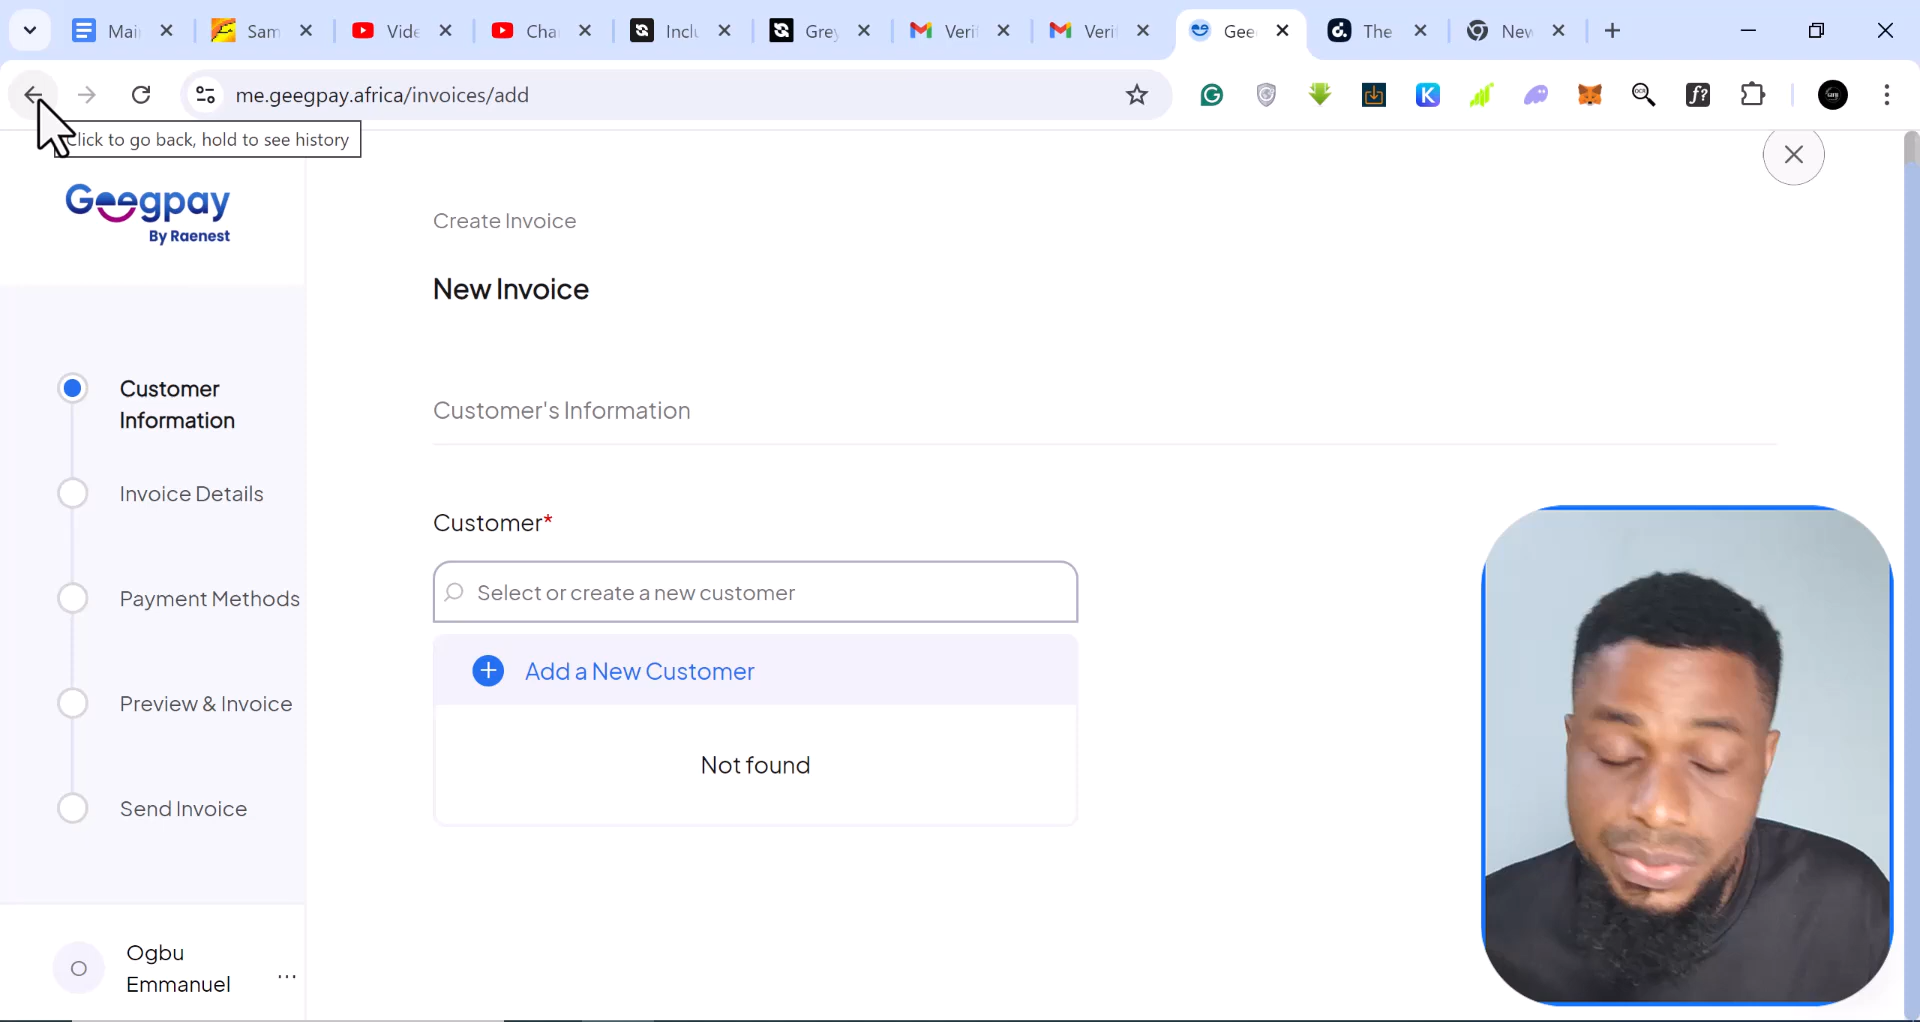 Mai
Sam
Vide
Cha
Inclu
Grey
Veri
Veri
Gee
The
New
me.geegpay.africa/invoices/add
Click to go back, hold to see history
Geegpay
By Raenest
Create Invoice
New Invoice
Customer
Information
Customer's Information
Invoice Details
Customer*
Select or create a new customer
Payment Methods
Add a New Customer
Preview & Invoice
Not found
Send Invoice
O
Ogbu
Emmanuel
...